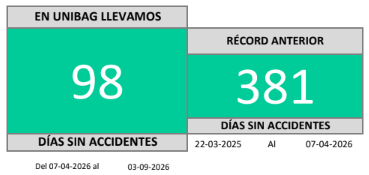 EN UNIBAG LLEVAMOS
98
DÍAS SIN ACCIDENTES
Del 07-04-2026 al 03-09-2026
RÉCORD ANTERIOR
381
DÍAS SIN ACCIDENTES
22-03-2025 Al 07-04-2026